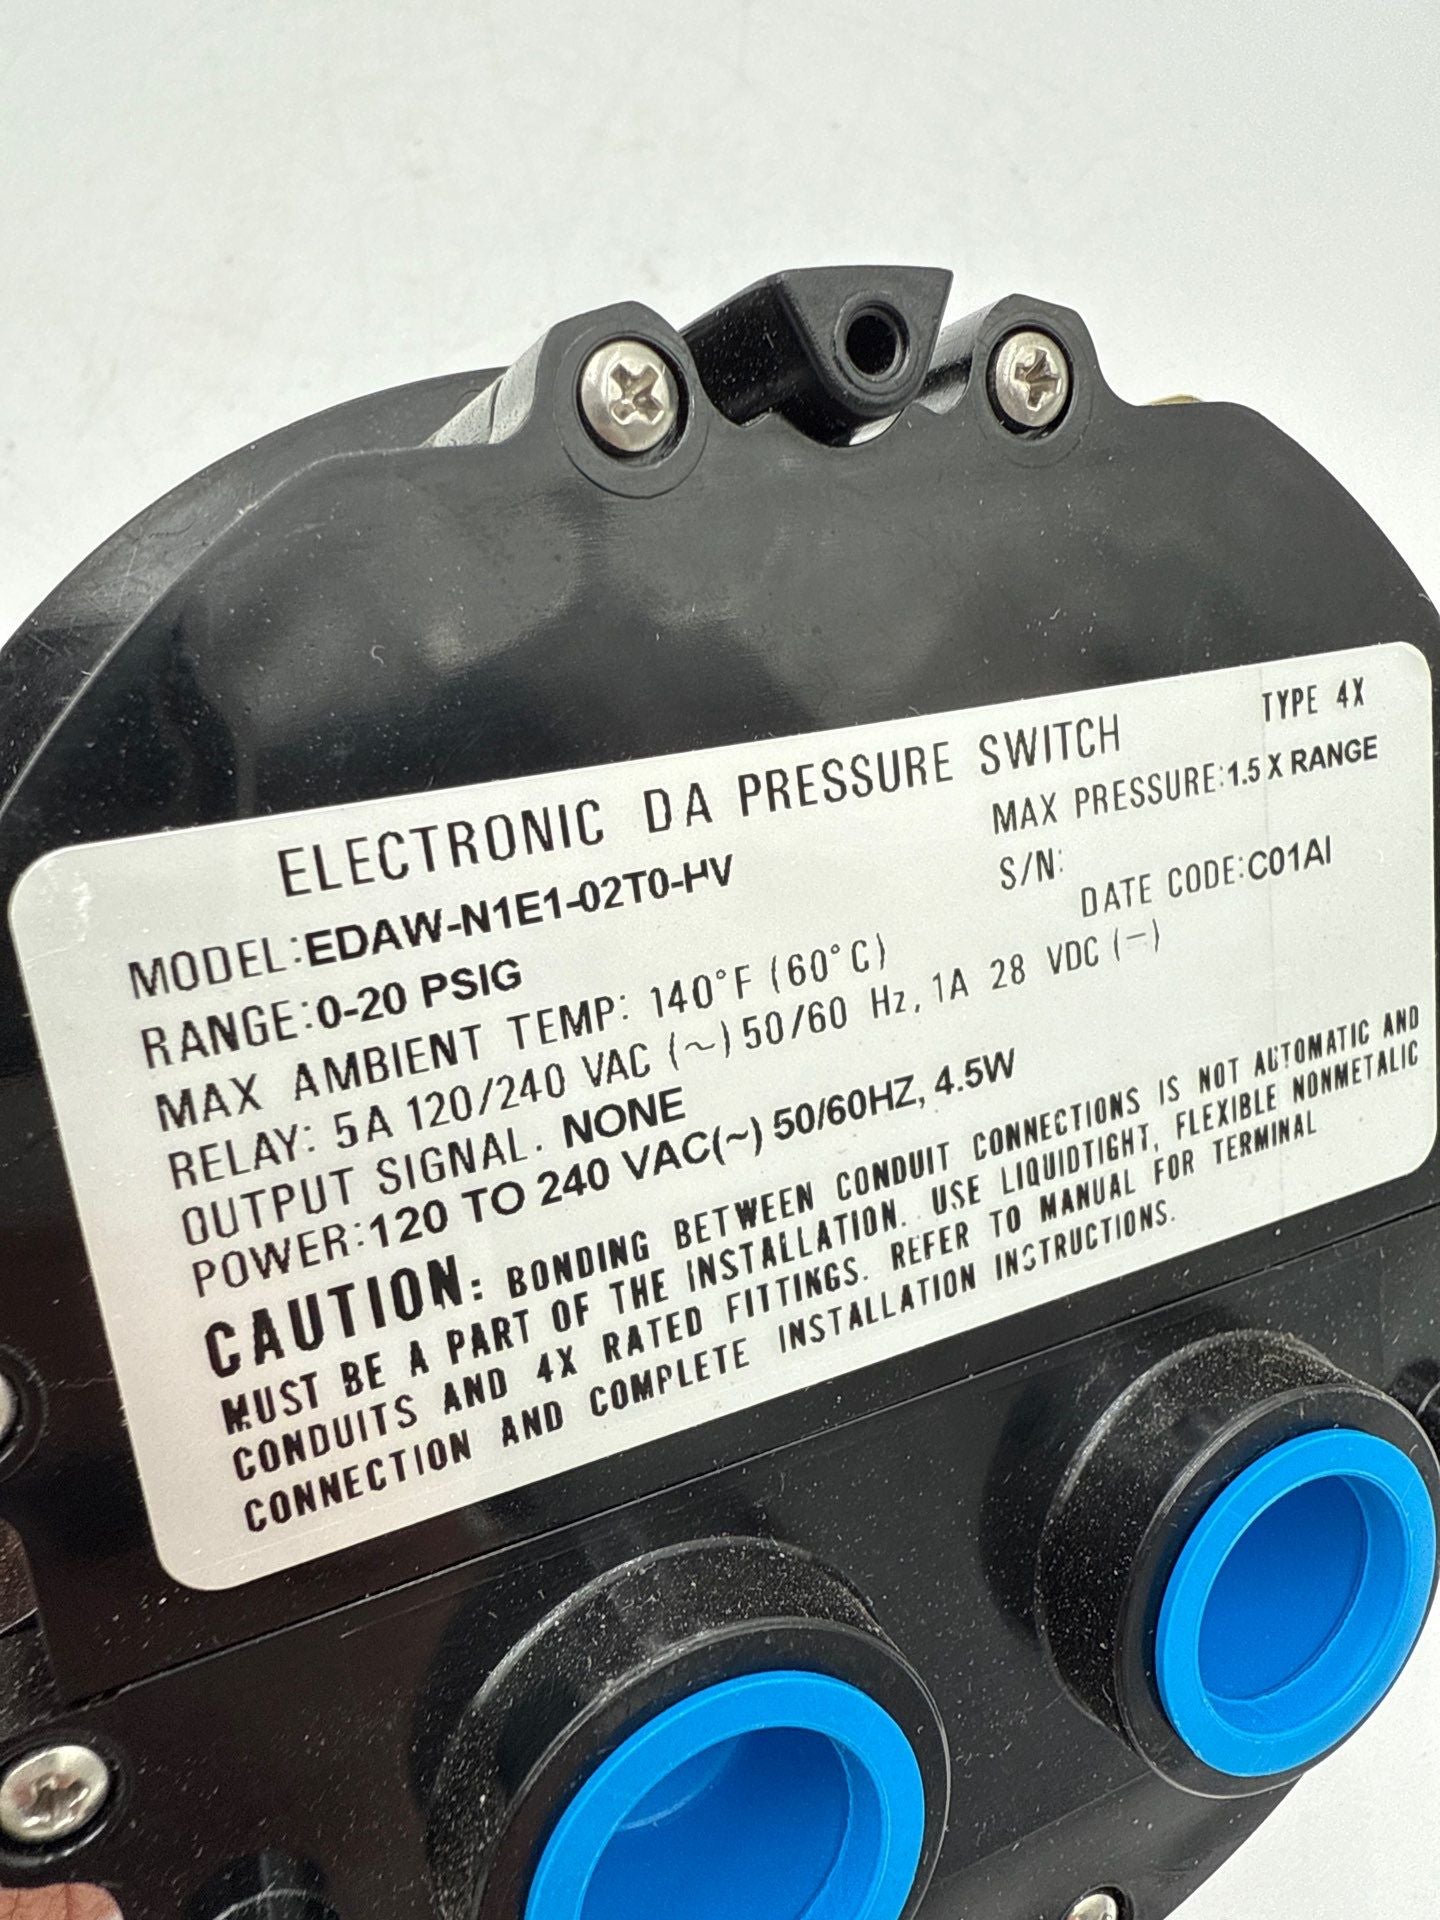 TYPE 4X
ELECTRONIC DA PRESSURE SWITCH
MODEL:EDAW-N1E1-02T0-HV
MAX PRESSURE:1.5 X RANGE
RANGE:0-20 PSIG
S/N:
MAX AMBIENT TEMP: 140°F (60°C)
DATE CODE:C01AI
RELAY: 5A 120/240 VAC (~) 50/60 Hz, 1A 28 VDC (⎓)
OUTPUT SIGNAL. NONE
POWER:120 TO 240 VAC(~) 50/60HZ, 4.5W
CAUTION: BONDING BETWEEN CONDUIT CONNECTIONS IS NOT AUTOMATIC AND
MUST BE A PART OF THE INSTALLATION. USE LIQUIDTIGHT, FLEXIBLE NONMETALIC
CONDUITS AND 4X RATED FITTINGS. REFER TO MANUAL FOR TERMINAL
CONNECTION AND COMPLETE INSTALLATION INSTRUCTIONS.